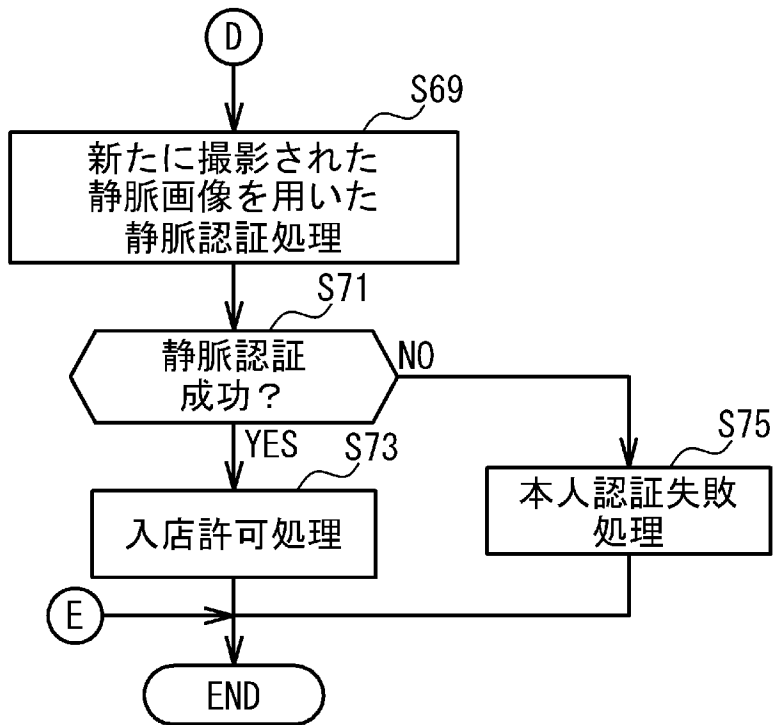 D
S69
新たに撮影された
静脈画像を用いた
静脈認証処理
S71
静脈認証
成功？
NO
YES
S73
S75
入店許可処理
本人認証失敗
処理
E
END